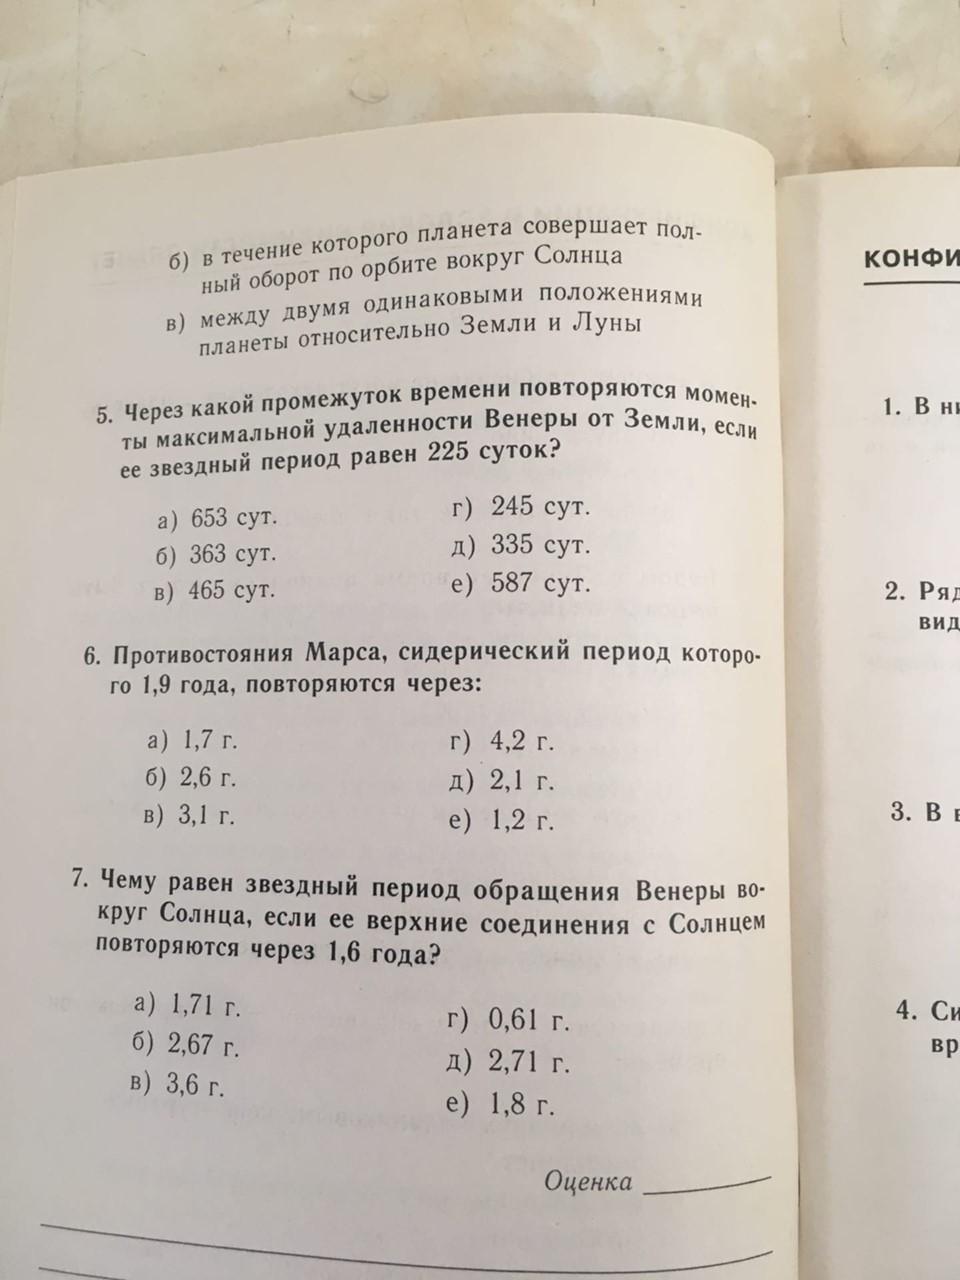 б) в течение которого планета совершает пол-
ный оборот по орбите вокруг Солнца
в) между двумя одинаковыми положениями
планеты относительно Земли и Луны
5. Через какой промежуток времени повторяются момен-
ты максимальной удаленности Венеры от Земли, если
ее звездный период равен 225 суток?
а) 653 сут.
б) 363 сут.
в) 465 сут.
г) 245 сут.
д) 335 сут.
е) 587 сут.
6. Противостояния Марса, сидерический период которо-
го 1,9 года, повторяются через:
а) 1,7 г.
б) 2,6 г.
в) 3,1 г.
г) 4,2 г.
д) 2,1 г.
е) 1,2 г.
7. Чему равен звездный период обращения Венеры во-
круг Солнца, если ее верхние соединения с Солнцем
повторяются через 1,6 года?
а) 1,71 г.
б) 2,67 г.
в) 3,6 г.
г) 0,61 г.
д) 2,71 г.
е) 1,8 г.
Оценка
КОНФИ
1. В ни
2. Ряд
вид
3. В
4. Си
вр